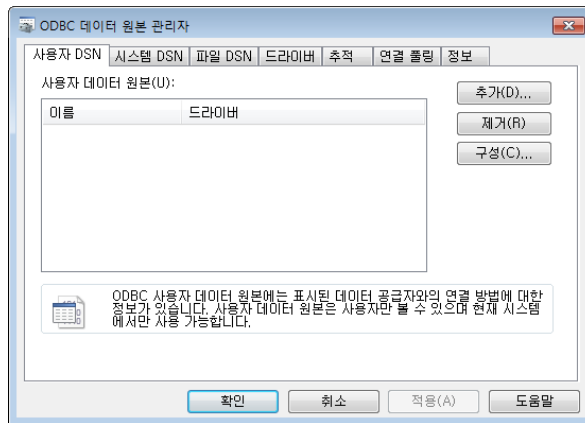 ODBC 데이터 원본 관리자
사용자 DSN 시스템 DSN 파일 DSN 드라이버 추적 연결 풀링 정보
사용자 데이터 원본(U):
추가(D)...
이름 드라이버
제거(R)
구성(C)...
ODBC 사용자 데이터 원본에는 표시된 데이터 공급자와의 연결 방법에 대한
정보가 있습니다. 사용자 데이터 원본은 사용자만 볼 수 있으며 현재 시스템
에서만 사용 가능합니다.
확인 취소 적용(A) 도움말